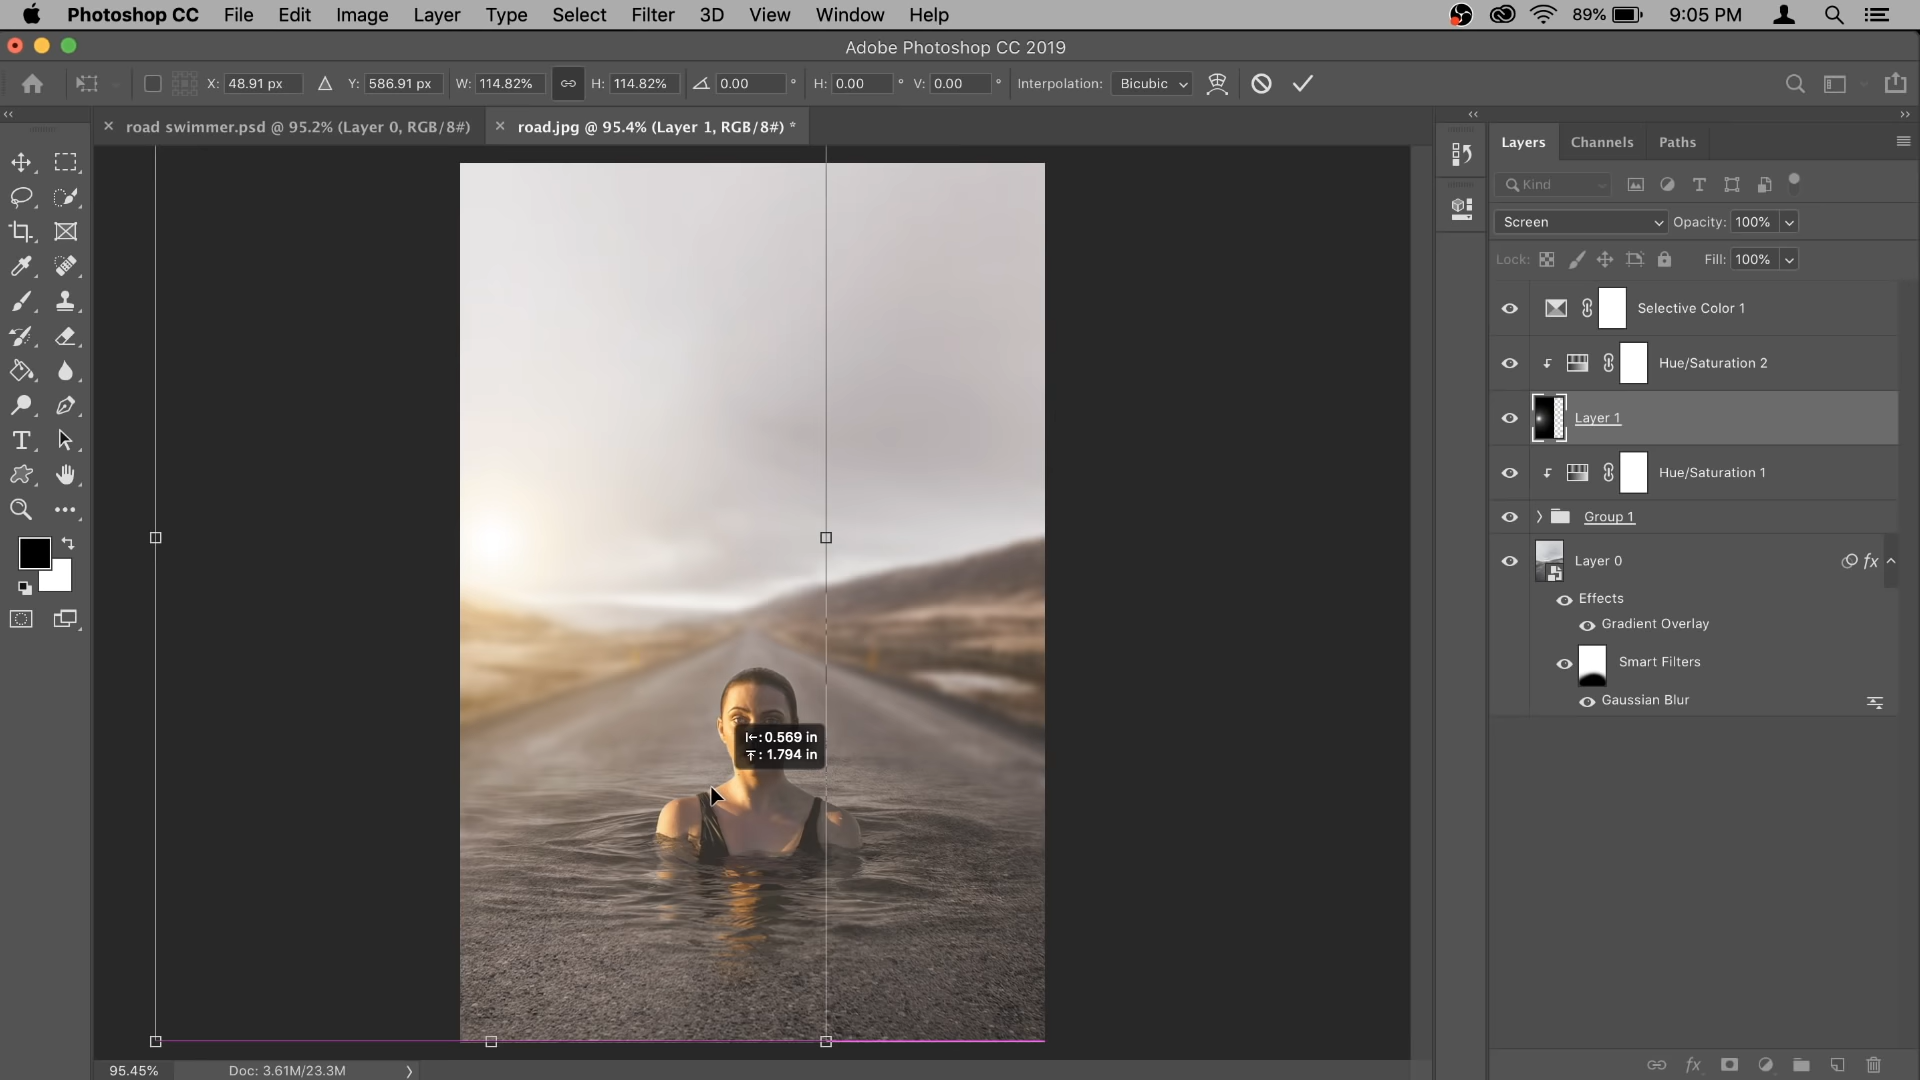 Photoshop CC File Edit Image Layer Type Select Filter 3D View Window Help 89% 9:05 PM
Adobe Photoshop CC 2019
X: 48.91 px Y: 586.91 px W: 114.82% H: 114.82% 0.00 ° H: 0.00 ° V: 0.00 ° Interpolation: Bicubic
road swimmer.psd @ 95.2% (Layer 0, RGB/8#)
road.jpg @ 95.4% (Layer 1, RGB/8#) *
Layers Channels Paths
Kind
Screen Opacity: 100%
Lock: Fill: 100%
Selective Color 1
Hue/Saturation 2
Layer 1
Hue/Saturation 1
Group 1
Layer 0 fx
Effects
Gradient Overlay
Smart Filters
Gaussian Blur
: 0.569 in
: 1.794 in
95.45% Doc: 3.61M/23.3M
fx